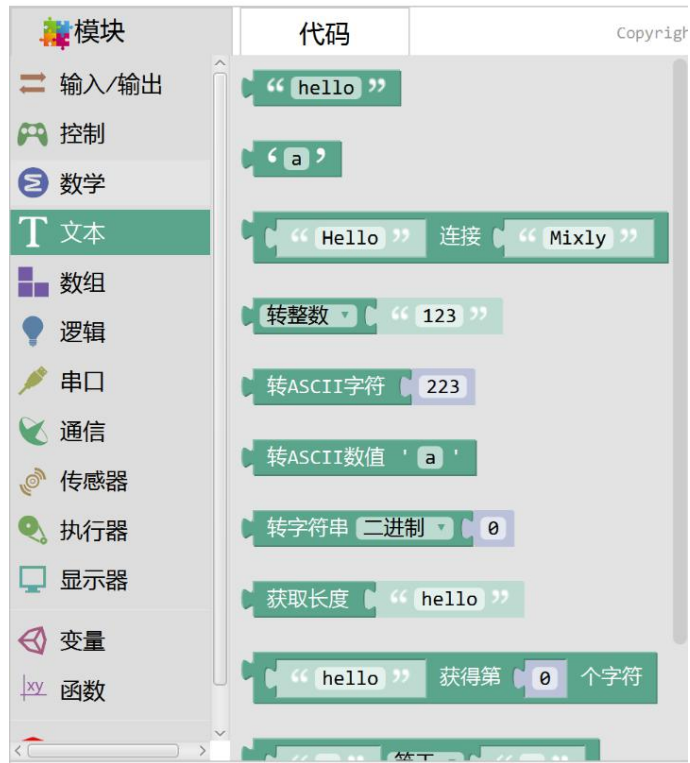 模块
代码
Copyrigh
输入/输出
控制
数学
文本
数组
逻辑
串口
通信
传感器
执行器
显示器
变量
xy 函数
“ hello ”
‘ a ’
“ Hello ” 连接 “ Mixly ”
转整数 “ 123 ”
转ASCII字符 223
转ASCII数值 ' a '
转字符串 二进制 0
获取长度 “ hello ”
“ hello ” 获得第 0 个字符